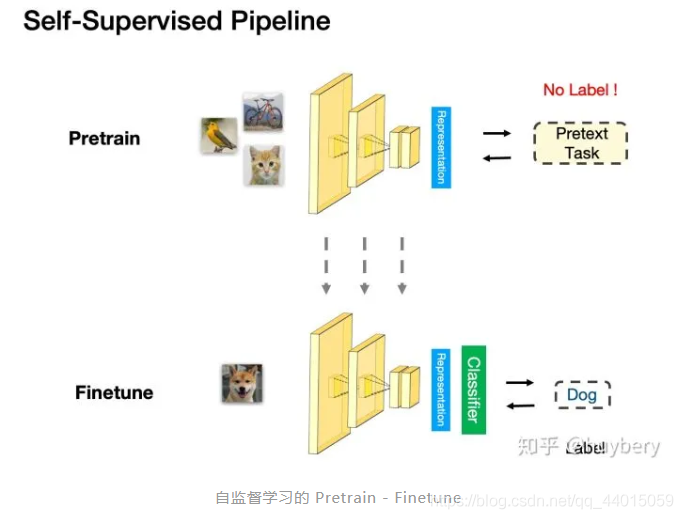 Self-Supervised Pipeline
No Label !
Pretrain
Representation
Pretext
Task
Finetune
Representation
Classifier
Dog
Label
知乎 @huybery
自监督学习的 Pretrain - Finetune
https://blog.csdn.net/qq_44015059